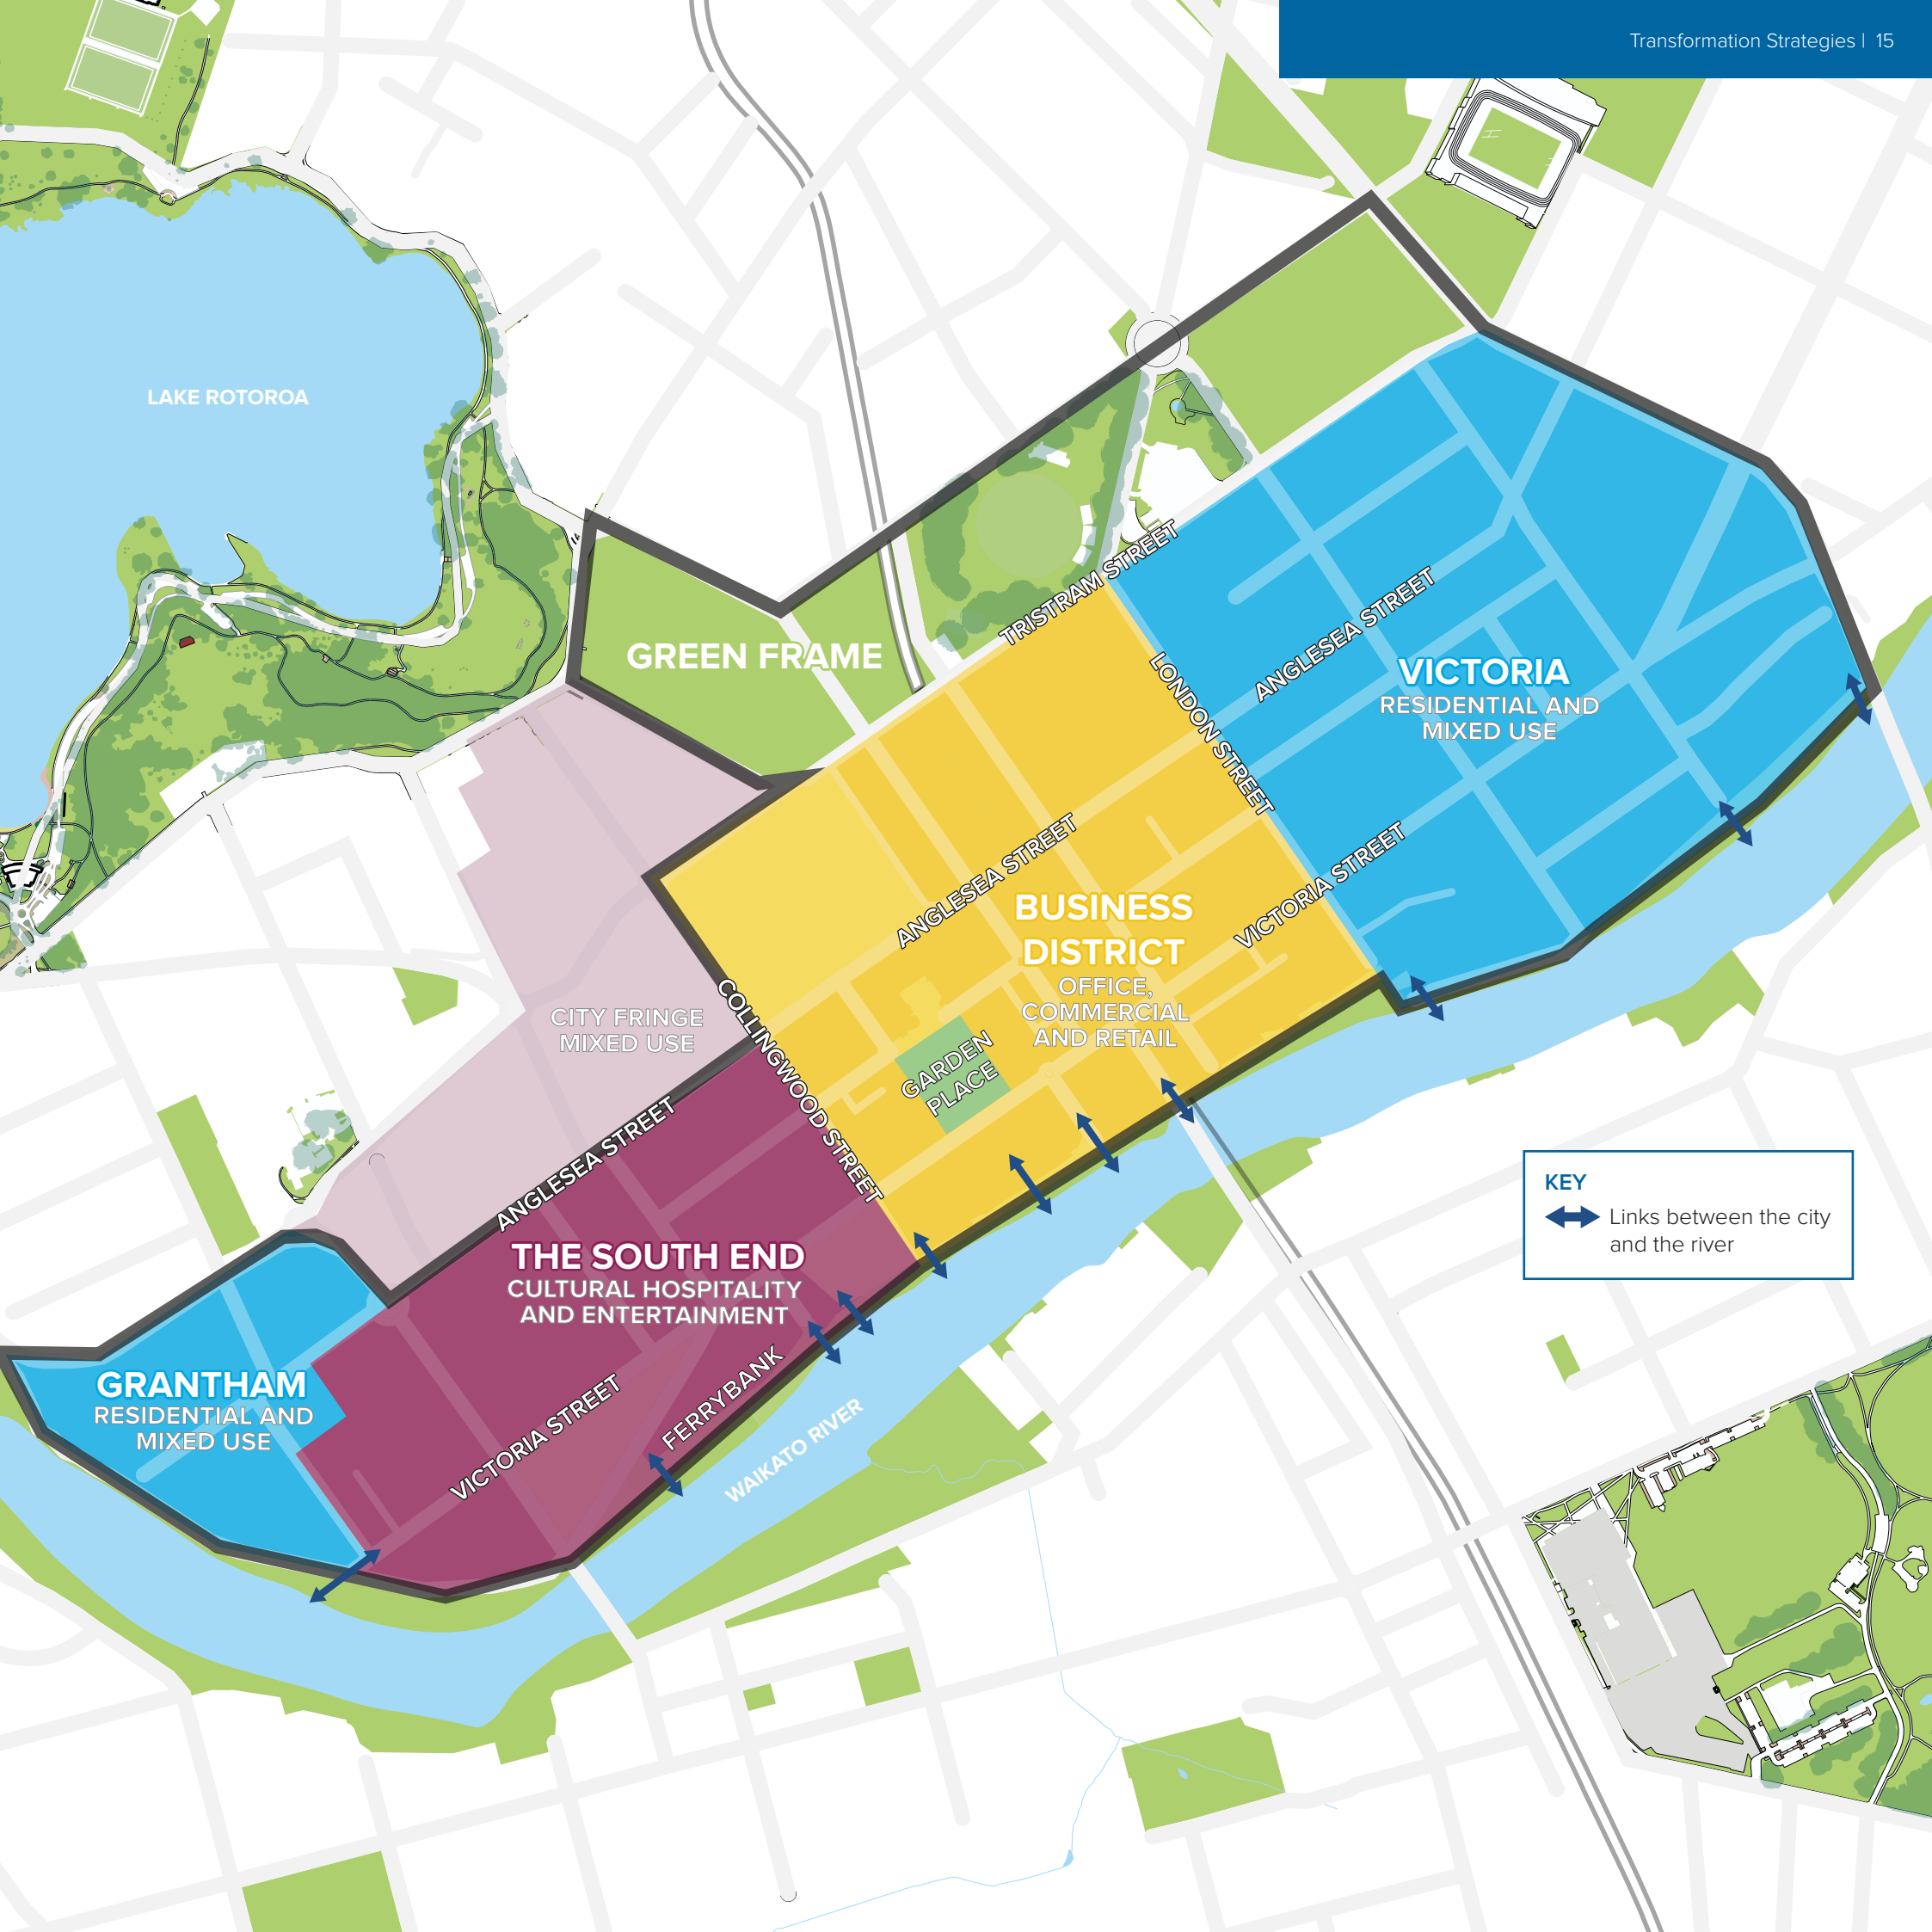 Transformation Strategies | 15
LAKE ROTOROA
GREEN FRAME
TRISTRAM STREET
LONDON STREET
ANGLESEA STREET
VICTORIA
RESIDENTIAL AND
MIXED USE
ANGLESEA STREET
VICTORIA STREET
BUSINESS
DISTRICT
OFFICE,
COMMERCIAL
AND RETAIL
GARDEN
PLACE
COLLINGWOOD STREET
CITY FRINGE
MIXED USE
ANGLESEA STREET
THE SOUTH END
CULTURAL HOSPITALITY
AND ENTERTAINMENT
VICTORIA STREET
FERRYBANK
WAIKATO RIVER
GRANTHAM
RESIDENTIAL AND
MIXED USE
KEY
Links between the city
and the river